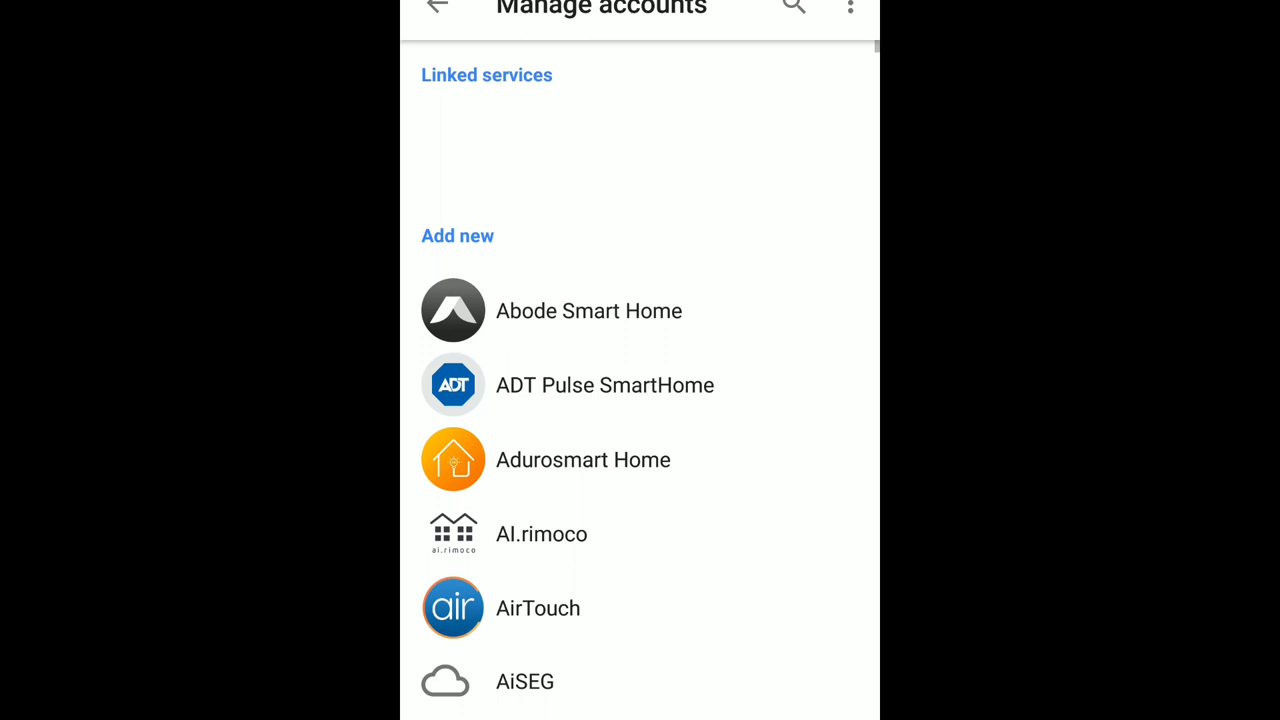 Manage accounts
Linked services
Add new
Abode Smart Home
ADT
ADT Pulse SmartHome
Adurosmart Home
AI.rimoco
ai.rimoco
air
AirTouch
AiSEG